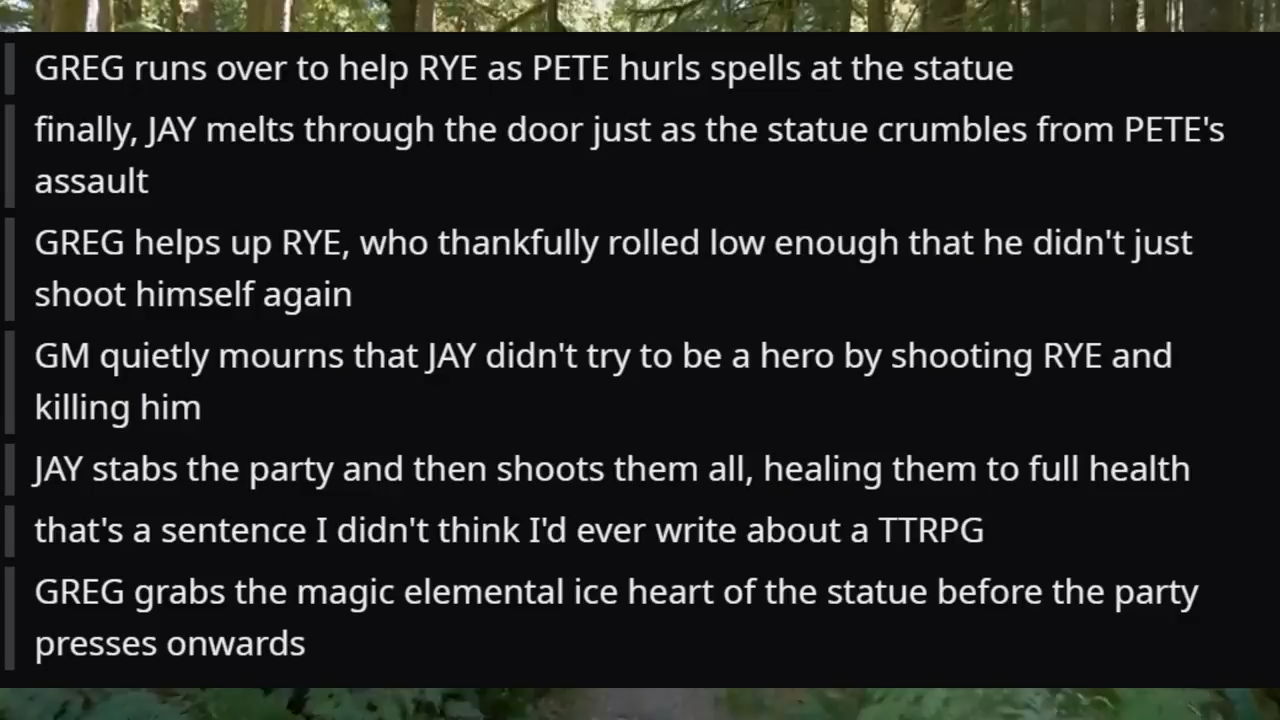 GREG runs over to help RYE as PETE hurls spells at the statue
finally, JAY melts through the door just as the statue crumbles from PETE's
assault
GREG helps up RYE, who thankfully rolled low enough that he didn't just
shoot himself again
GM quietly mourns that JAY didn't try to be a hero by shooting RYE and
killing him
JAY stabs the party and then shoots them all, healing them to full health
that's a sentence I didn't think I'd ever write about a TTRPG
GREG grabs the magic elemental ice heart of the statue before the party
presses onwards